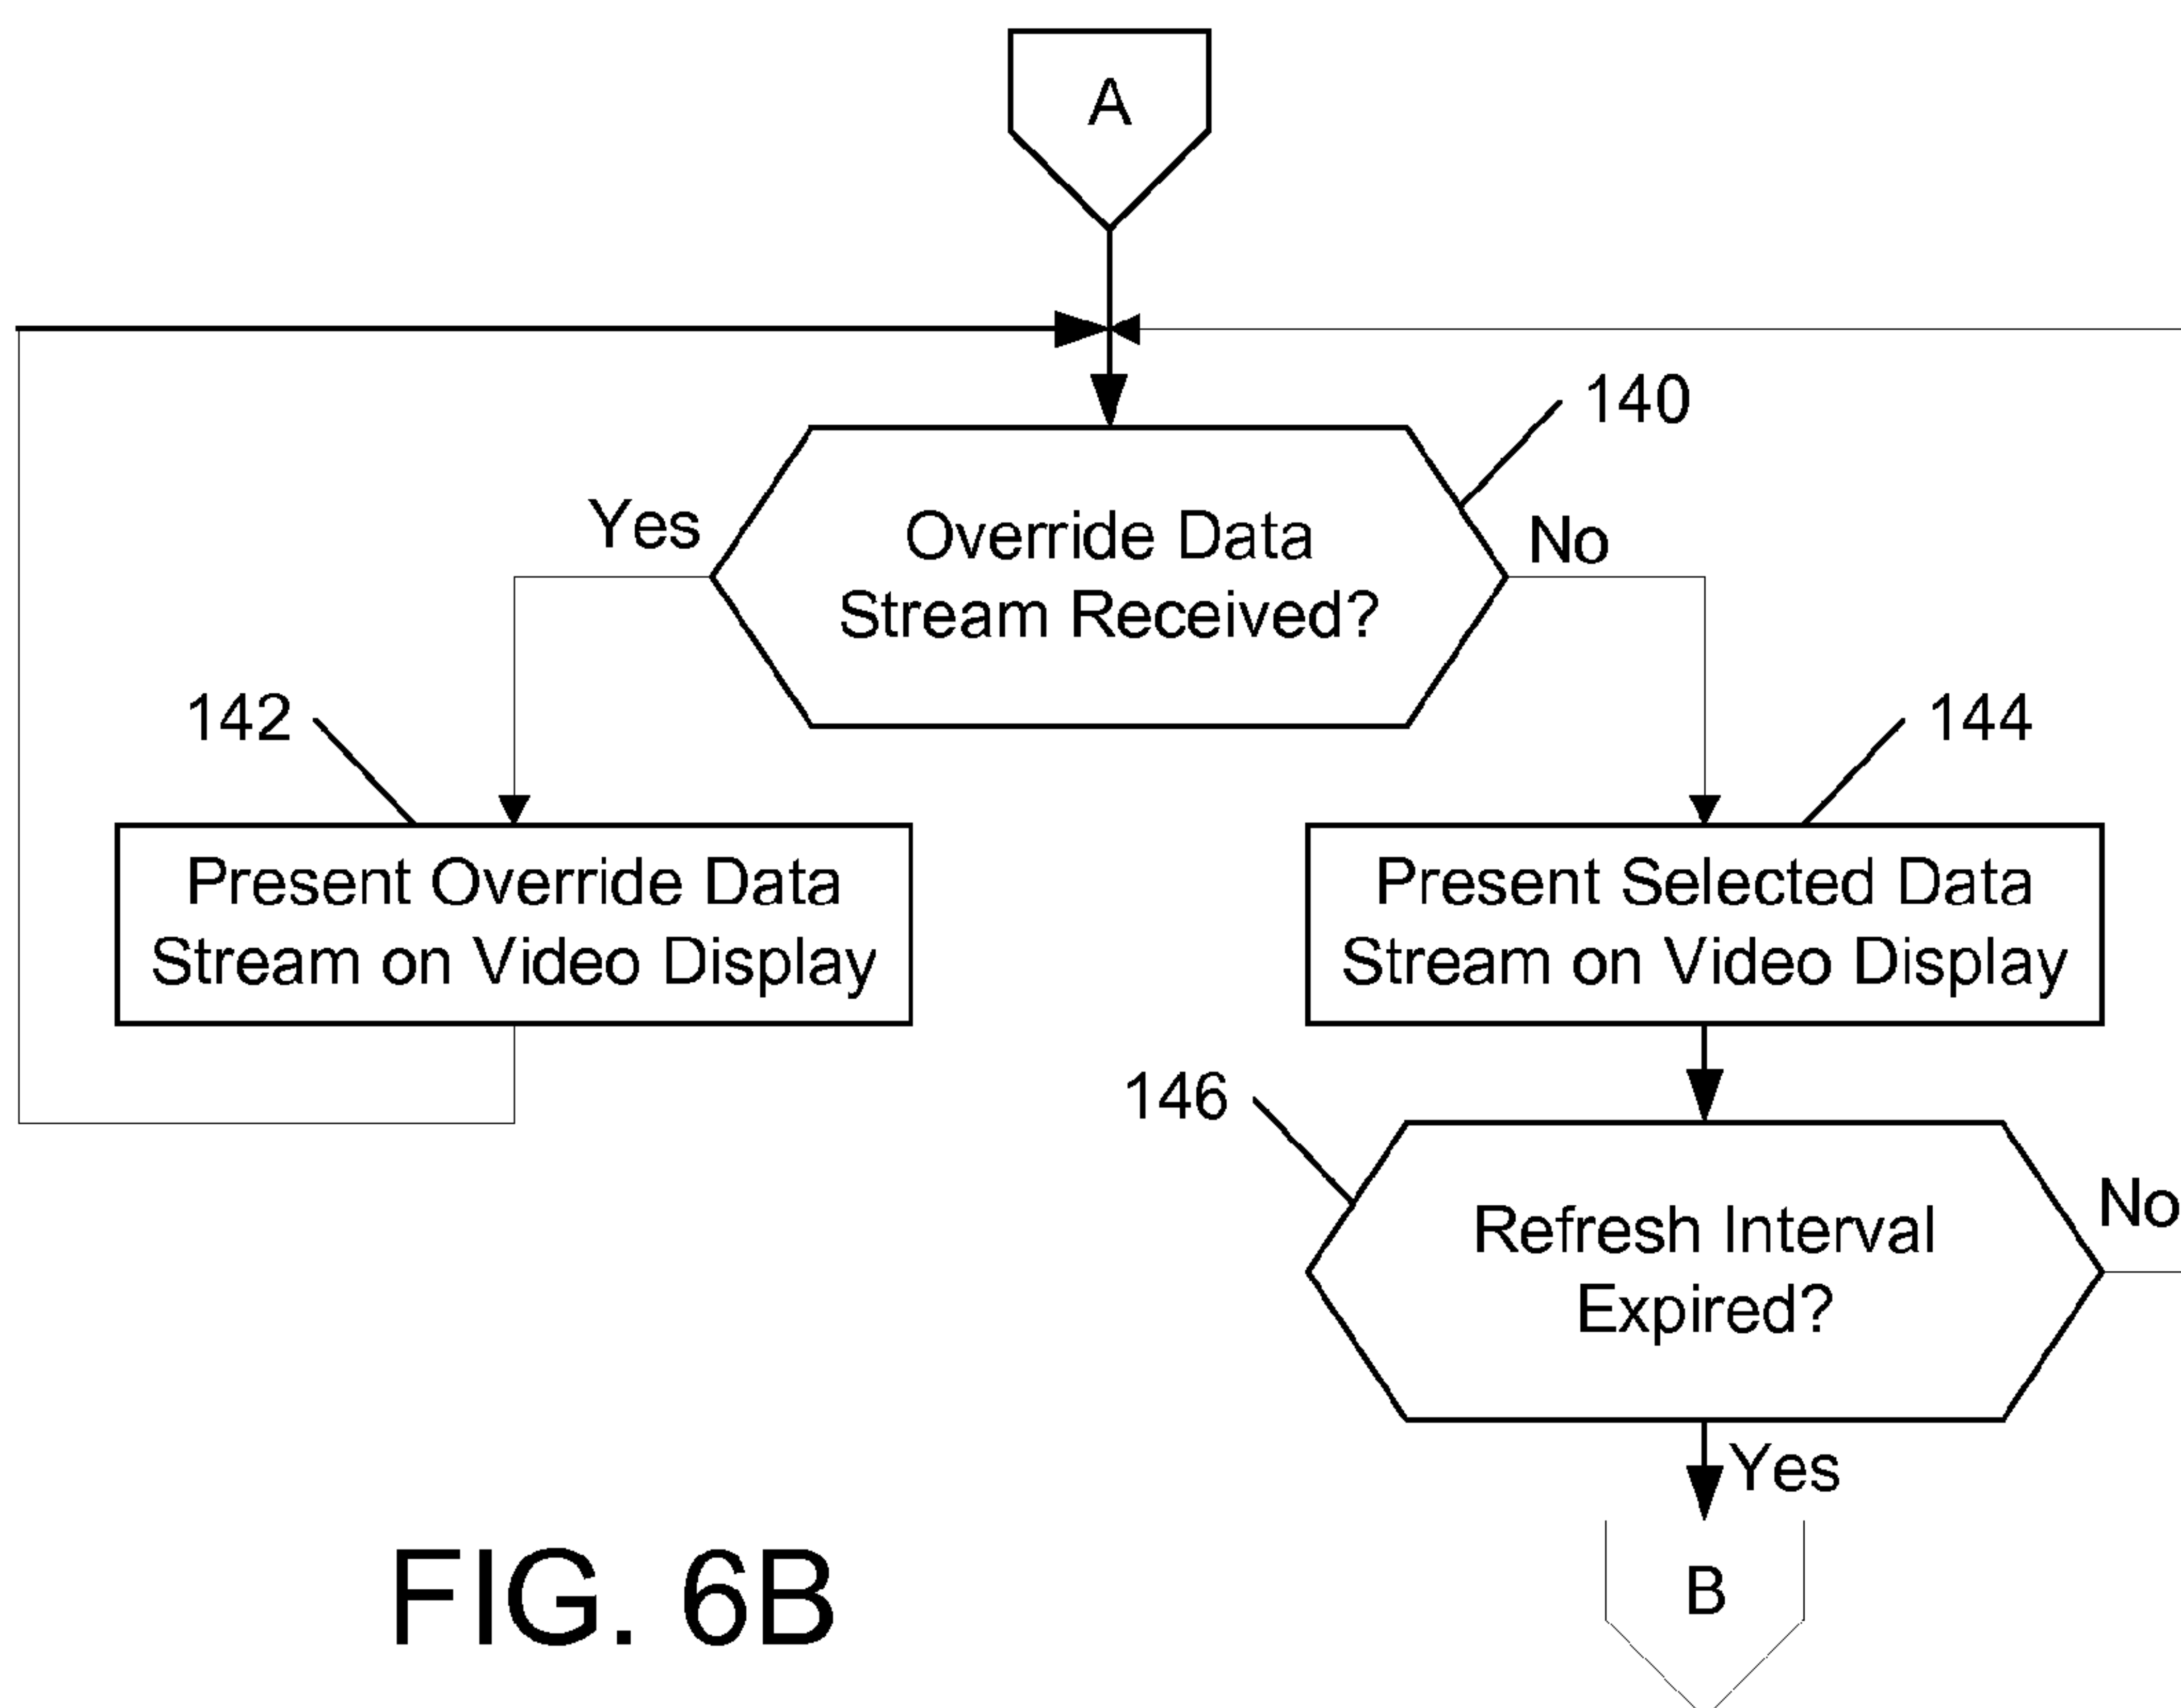 A
140
Yes
Override Data
Stream Received?
No
142
144
Present Override Data
Stream on Video Display
Present Selected Data
Stream on Video Display
146
Refresh Interval
Expired?
No
Yes
B
FIG. 6B